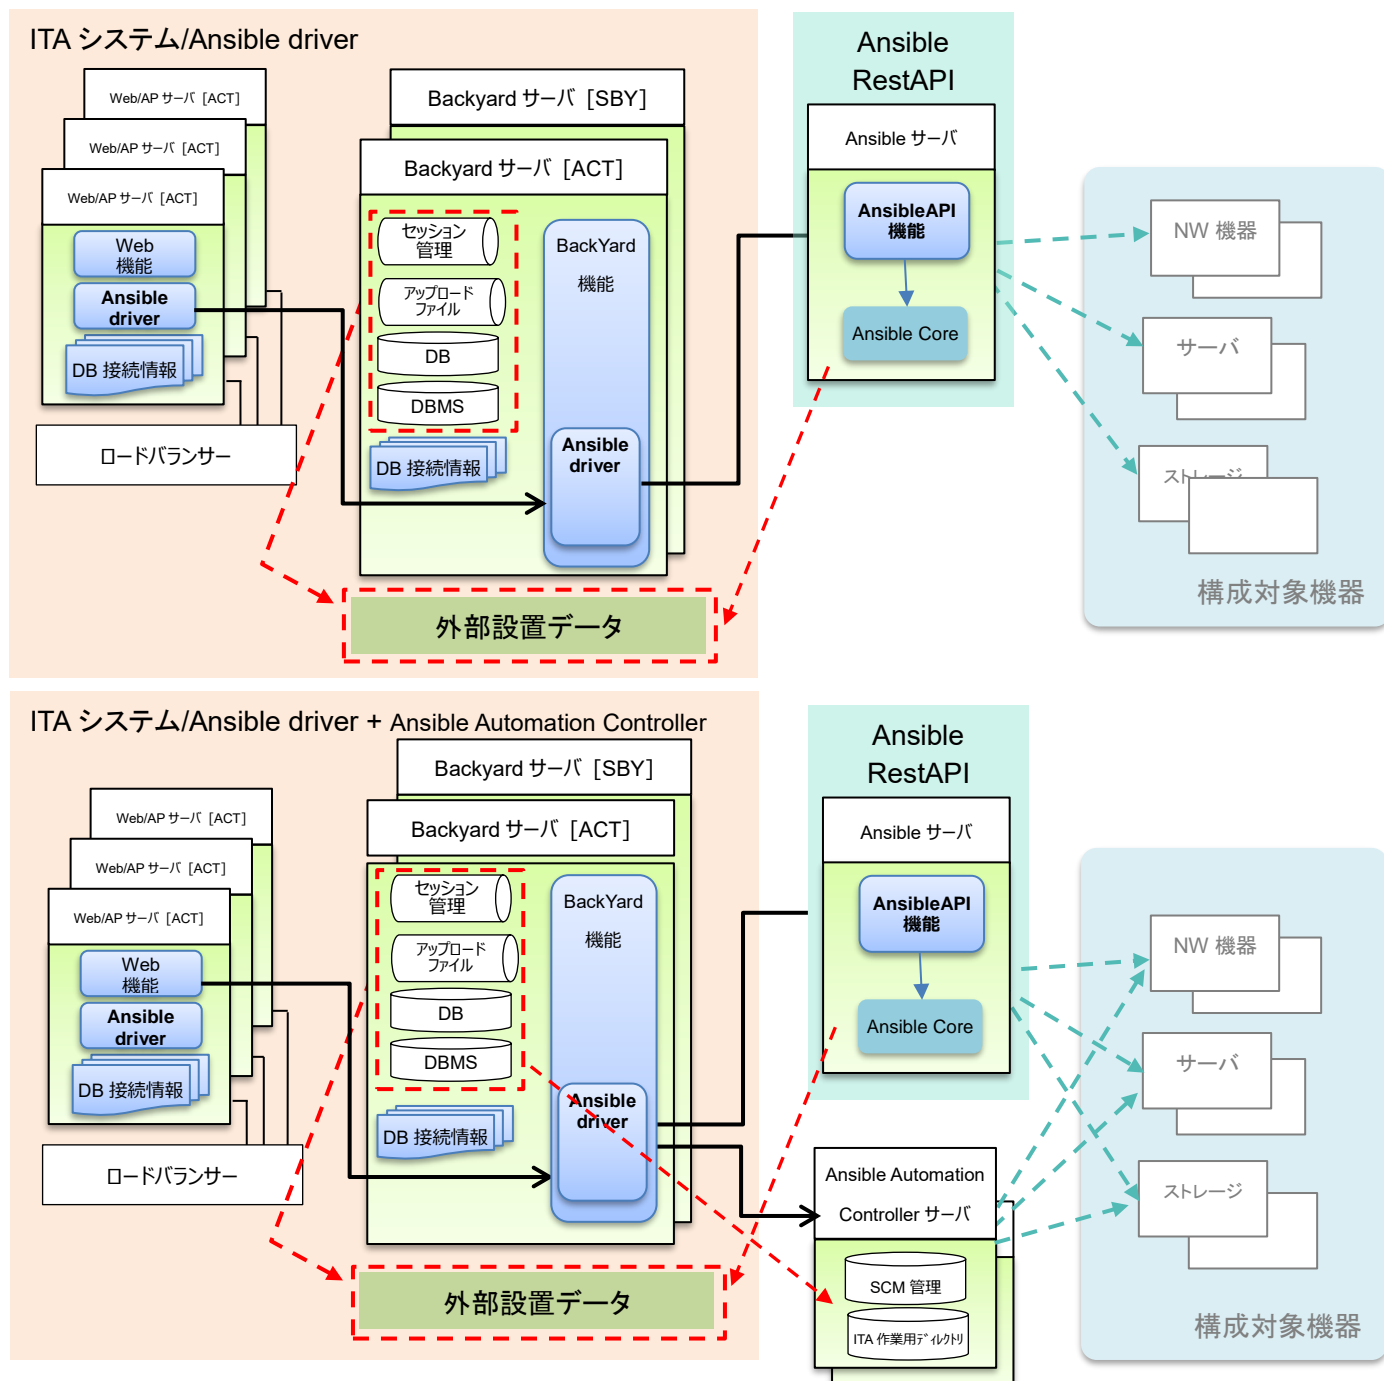 ITA システム/Ansible driver
Web/AP サーバ [ACT]
Web/AP サーバ [ACT]
Web/AP サーバ [ACT]
Web
機能
Ansible
driver
DB 接続情報
ロードバランサー
Backyard サーバ [SBY]
Backyard サーバ [ACT]
セッション
管理
アップロード
ファイル
DB
DBMS
DB 接続情報
BackYard
機能
Ansible
driver
外部設置データ
Ansible
RestAPI
Ansible サーバ
AnsibleAPI
機能
Ansible Core
NW 機器
サーバ
ストレージ
構成対象機器
ITA システム/Ansible driver + Ansible Automation Controller
Web/AP サーバ [ACT]
Web/AP サーバ [ACT]
Web/AP サーバ [ACT]
Web
機能
Ansible
driver
DB 接続情報
ロードバランサー
Backyard サーバ [SBY]
Backyard サーバ [ACT]
セッション
管理
アップロード
ファイル
DB
DBMS
DB 接続情報
BackYard
機能
Ansible
driver
外部設置データ
Ansible
RestAPI
Ansible サーバ
AnsibleAPI
機能
Ansible Core
Ansible Automation
Controller サーバ
SCM 管理
ITA 作業用ディレクトリ
NW 機器
サーバ
ストレージ
構成対象機器